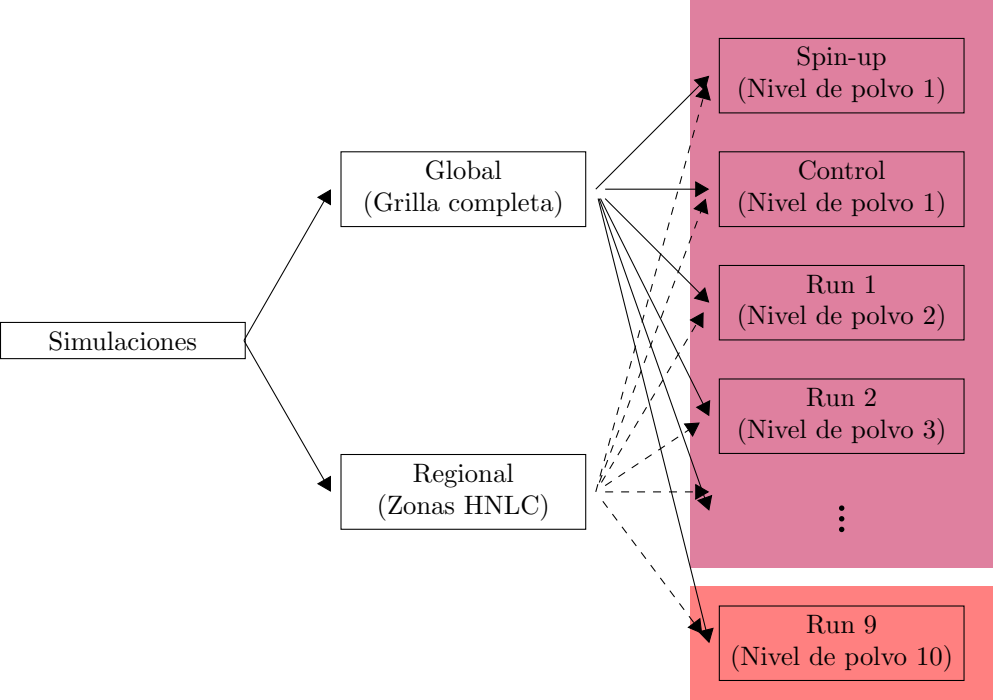 Spin-up
(Nivel de polvo 1)
Global
(Grilla completa)
Control
(Nivel de polvo 1)
Run 1
(Nivel de polvo 2)
Simulaciones
Run 2
(Nivel de polvo 3)
Regional
(Zonas HNLC)
⋮
Run 9
(Nivel de polvo 10)